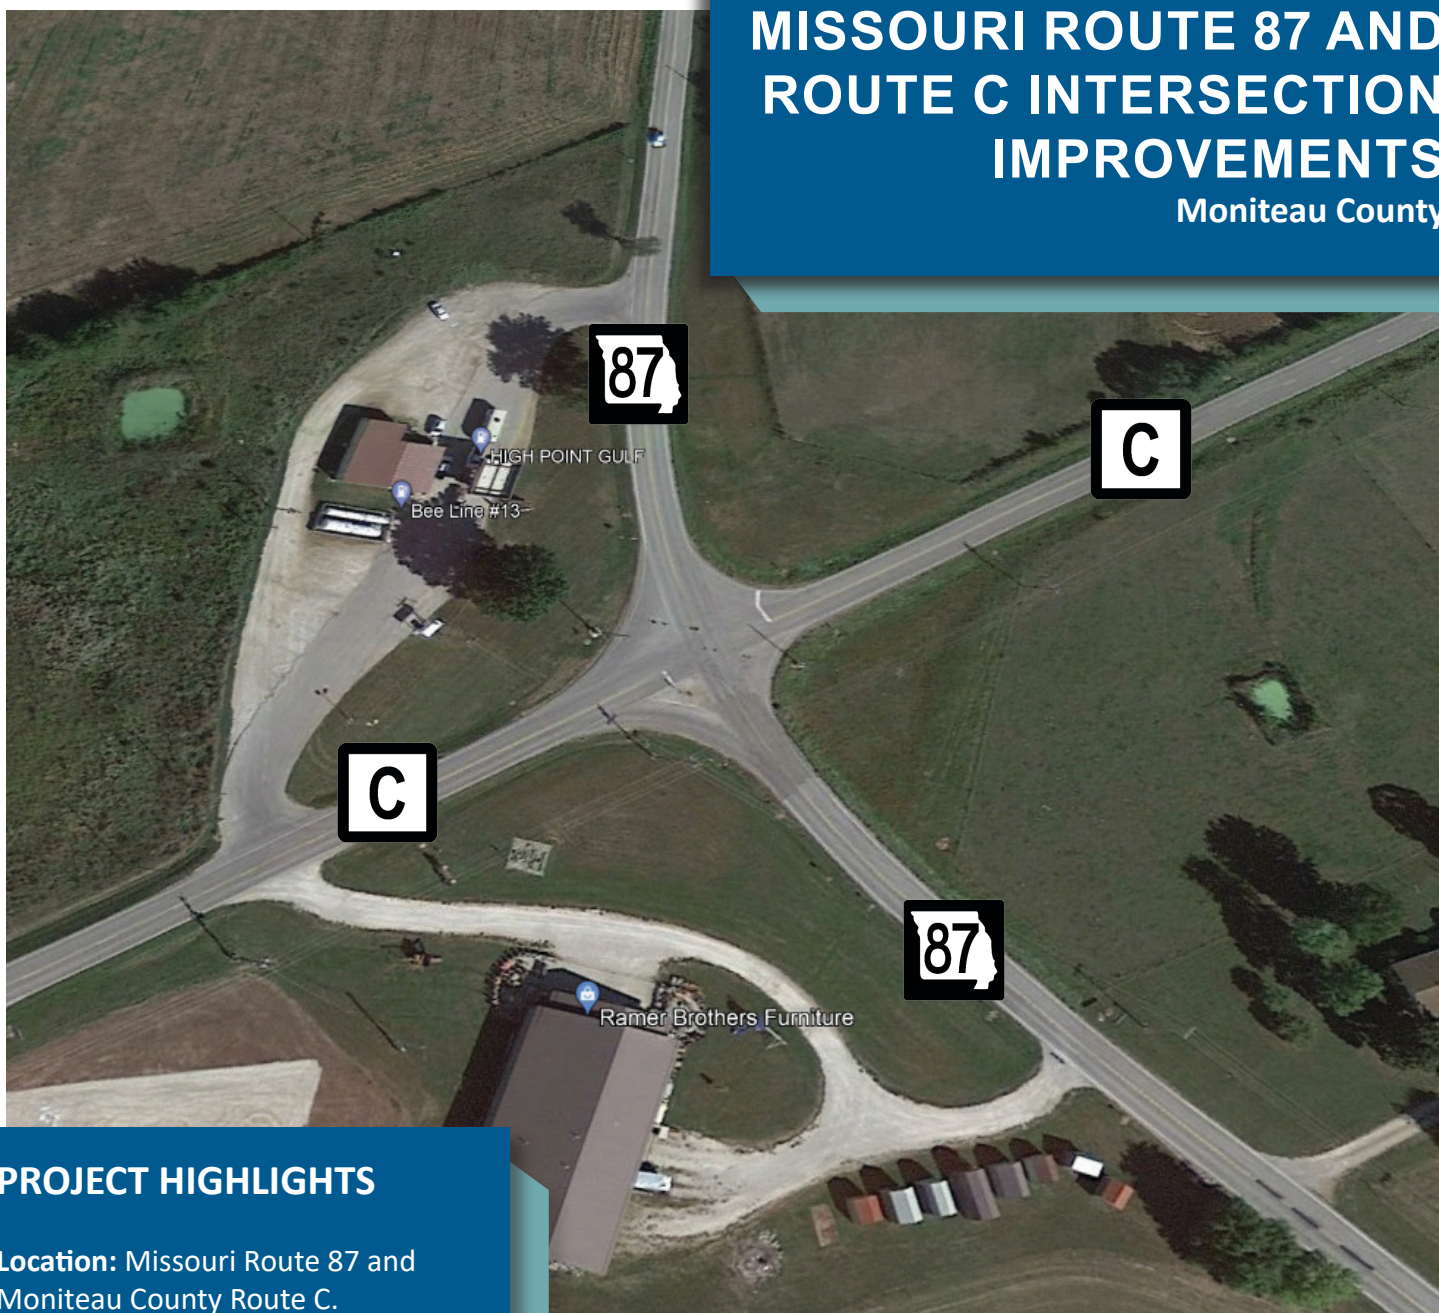 MISSOURI ROUTE 87 AND
ROUTE C INTERSECTION
IMPROVEMENTS
Moniteau County
87
C
HIGH POINT GULF
Bee Line #13
C
87
Ramer Brothers Furniture
PROJECT HIGHLIGHTS
Location: Missouri Route 87 and
Moniteau County Route C.